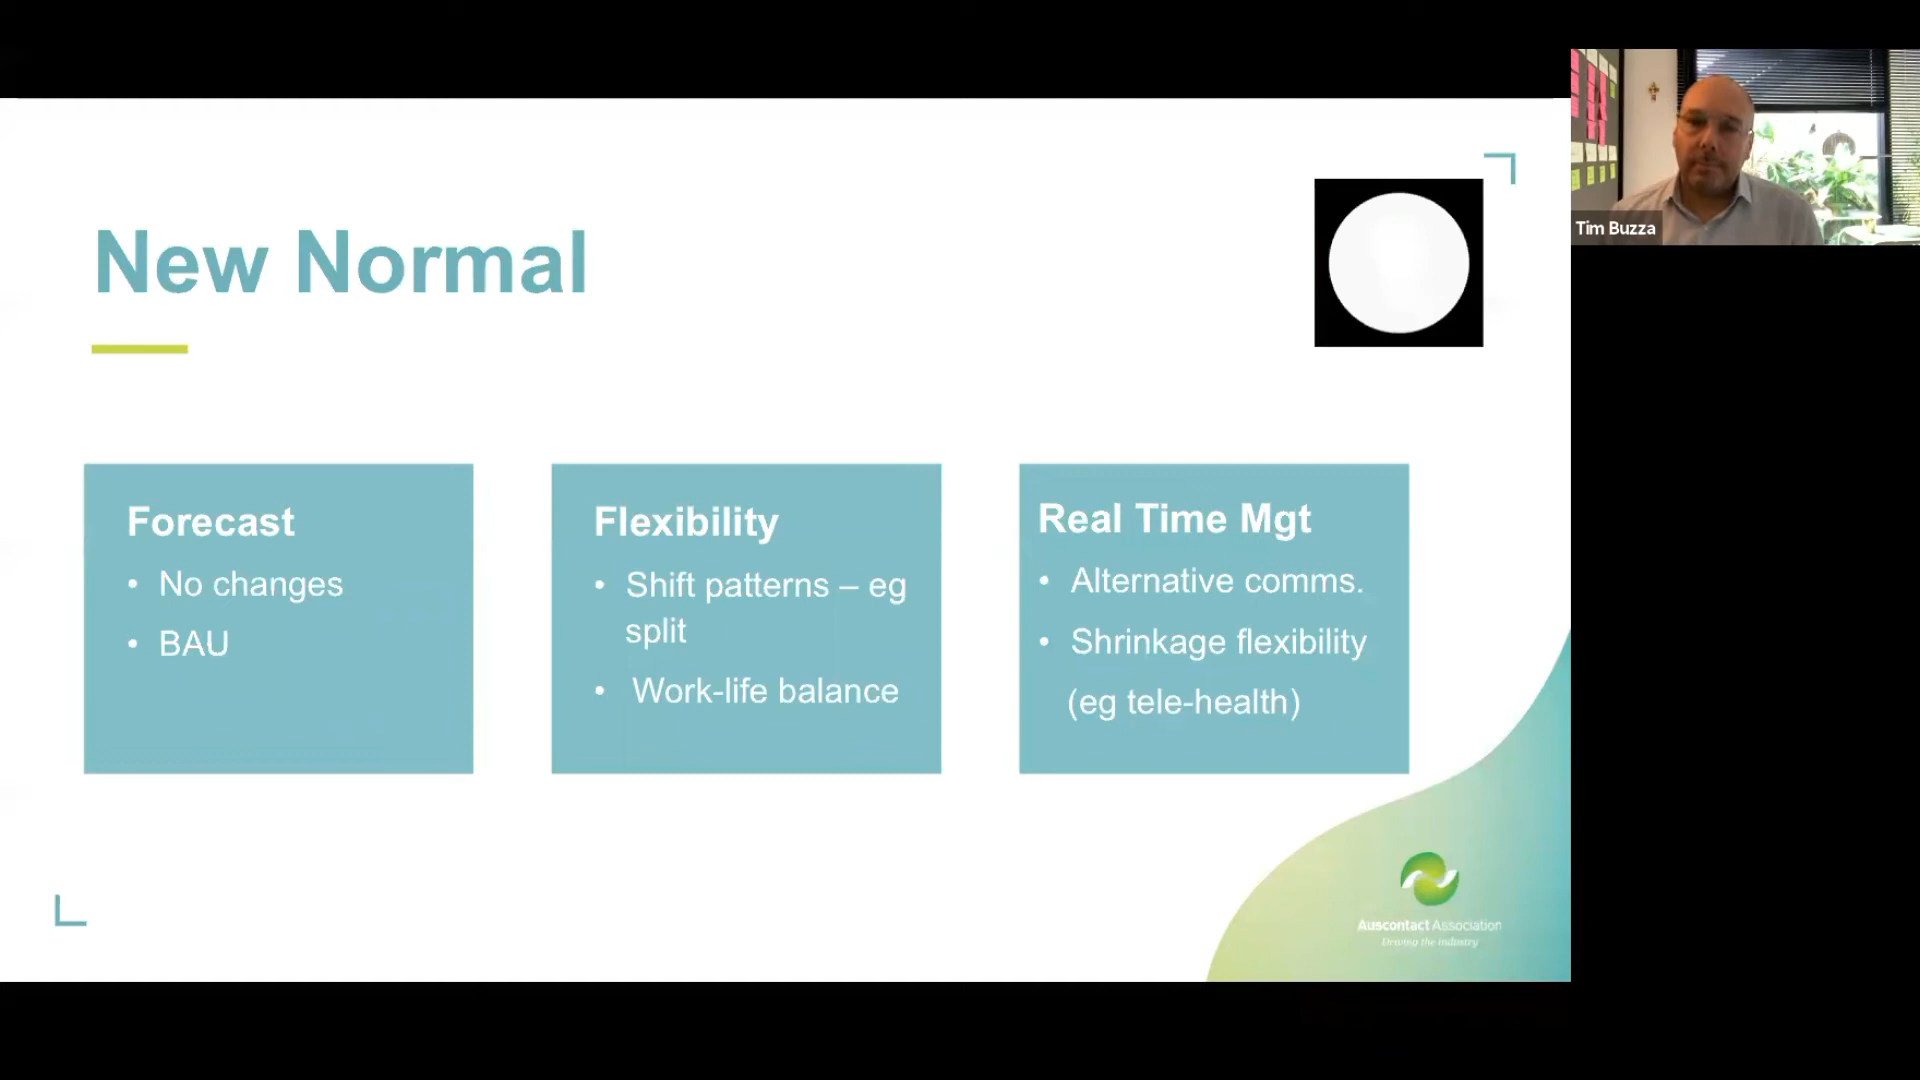 New Normal
Forecast
• No changes
• BAU
Flexibility
• Shift patterns – eg
split
• Work-life balance
Real Time Mgt
• Alternative comms.
• Shrinkage flexibility
(eg tele-health)
Auscontact Association
Driving the industry
Tim Buzza